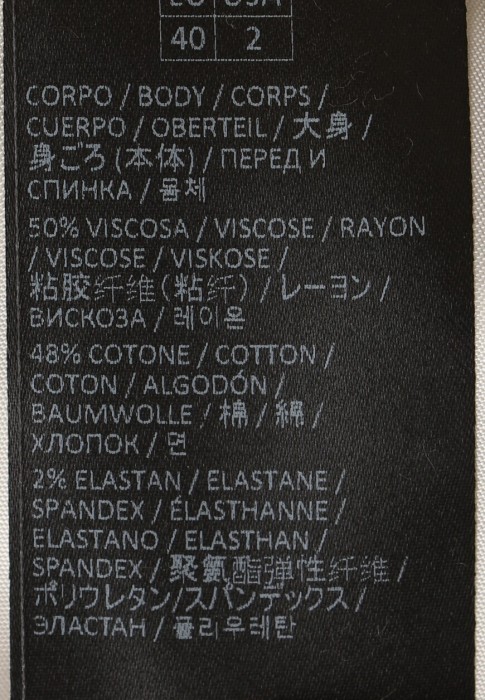 EU USA
40 2
CORPO / BODY / CORPS /
CUERPO / OBERTEIL / 大身 /
身ごろ (本体) / ПЕРЕД И
СПИНКА / 몸체
50% VISCOSA / VISCOSE / RAYON
/ VISCOSE / VISKOSE /
粘胶纤维 (粘纤) / レーヨン /
ВИСКОЗА / 레이온
48% COTONE / COTTON /
COTON / ALGODÓN /
BAUMWOLLE / 棉 / 綿 /
ХЛОПОК / 면
2% ELASTAN / ELASTANE /
SPANDEX / ÉLASTHANNE /
ELASTANO / ELASTHAN /
SPANDEX / 聚氨酯弹性纤维 /
ポリウレタン/スパンデックス /
ЭЛАСТАН / 폴리우레탄